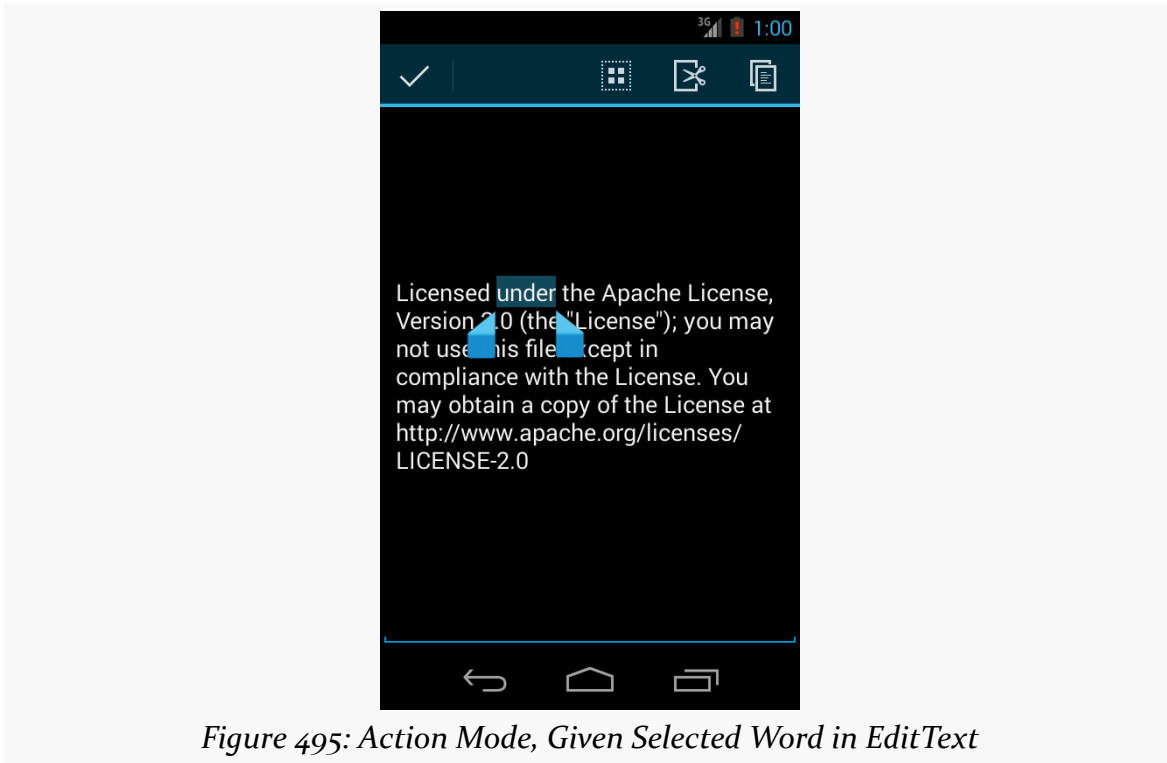 3G
1:00
Licensed under the Apache License,
Version 2.0 (the "License"); you may
not use this file except in
compliance with the License. You
may obtain a copy of the License at
http://www.apache.org/licenses/
LICENSE-2.0
Figure 495: Action Mode, Given Selected Word in EditText